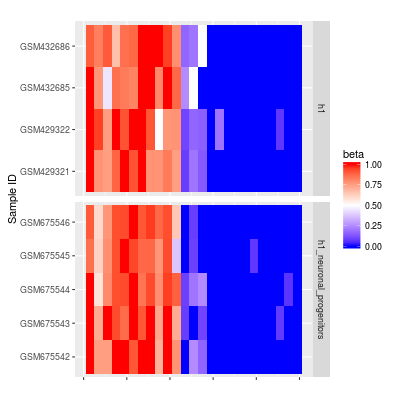 GSM432686
GSM432685
GSM429322
GSM429321
h1
GSM675546
GSM675545
GSM675544
GSM675543
GSM675542
h1_neuronal_progenitors
Sample ID
beta
1.00
0.75
0.50
0.25
0.00